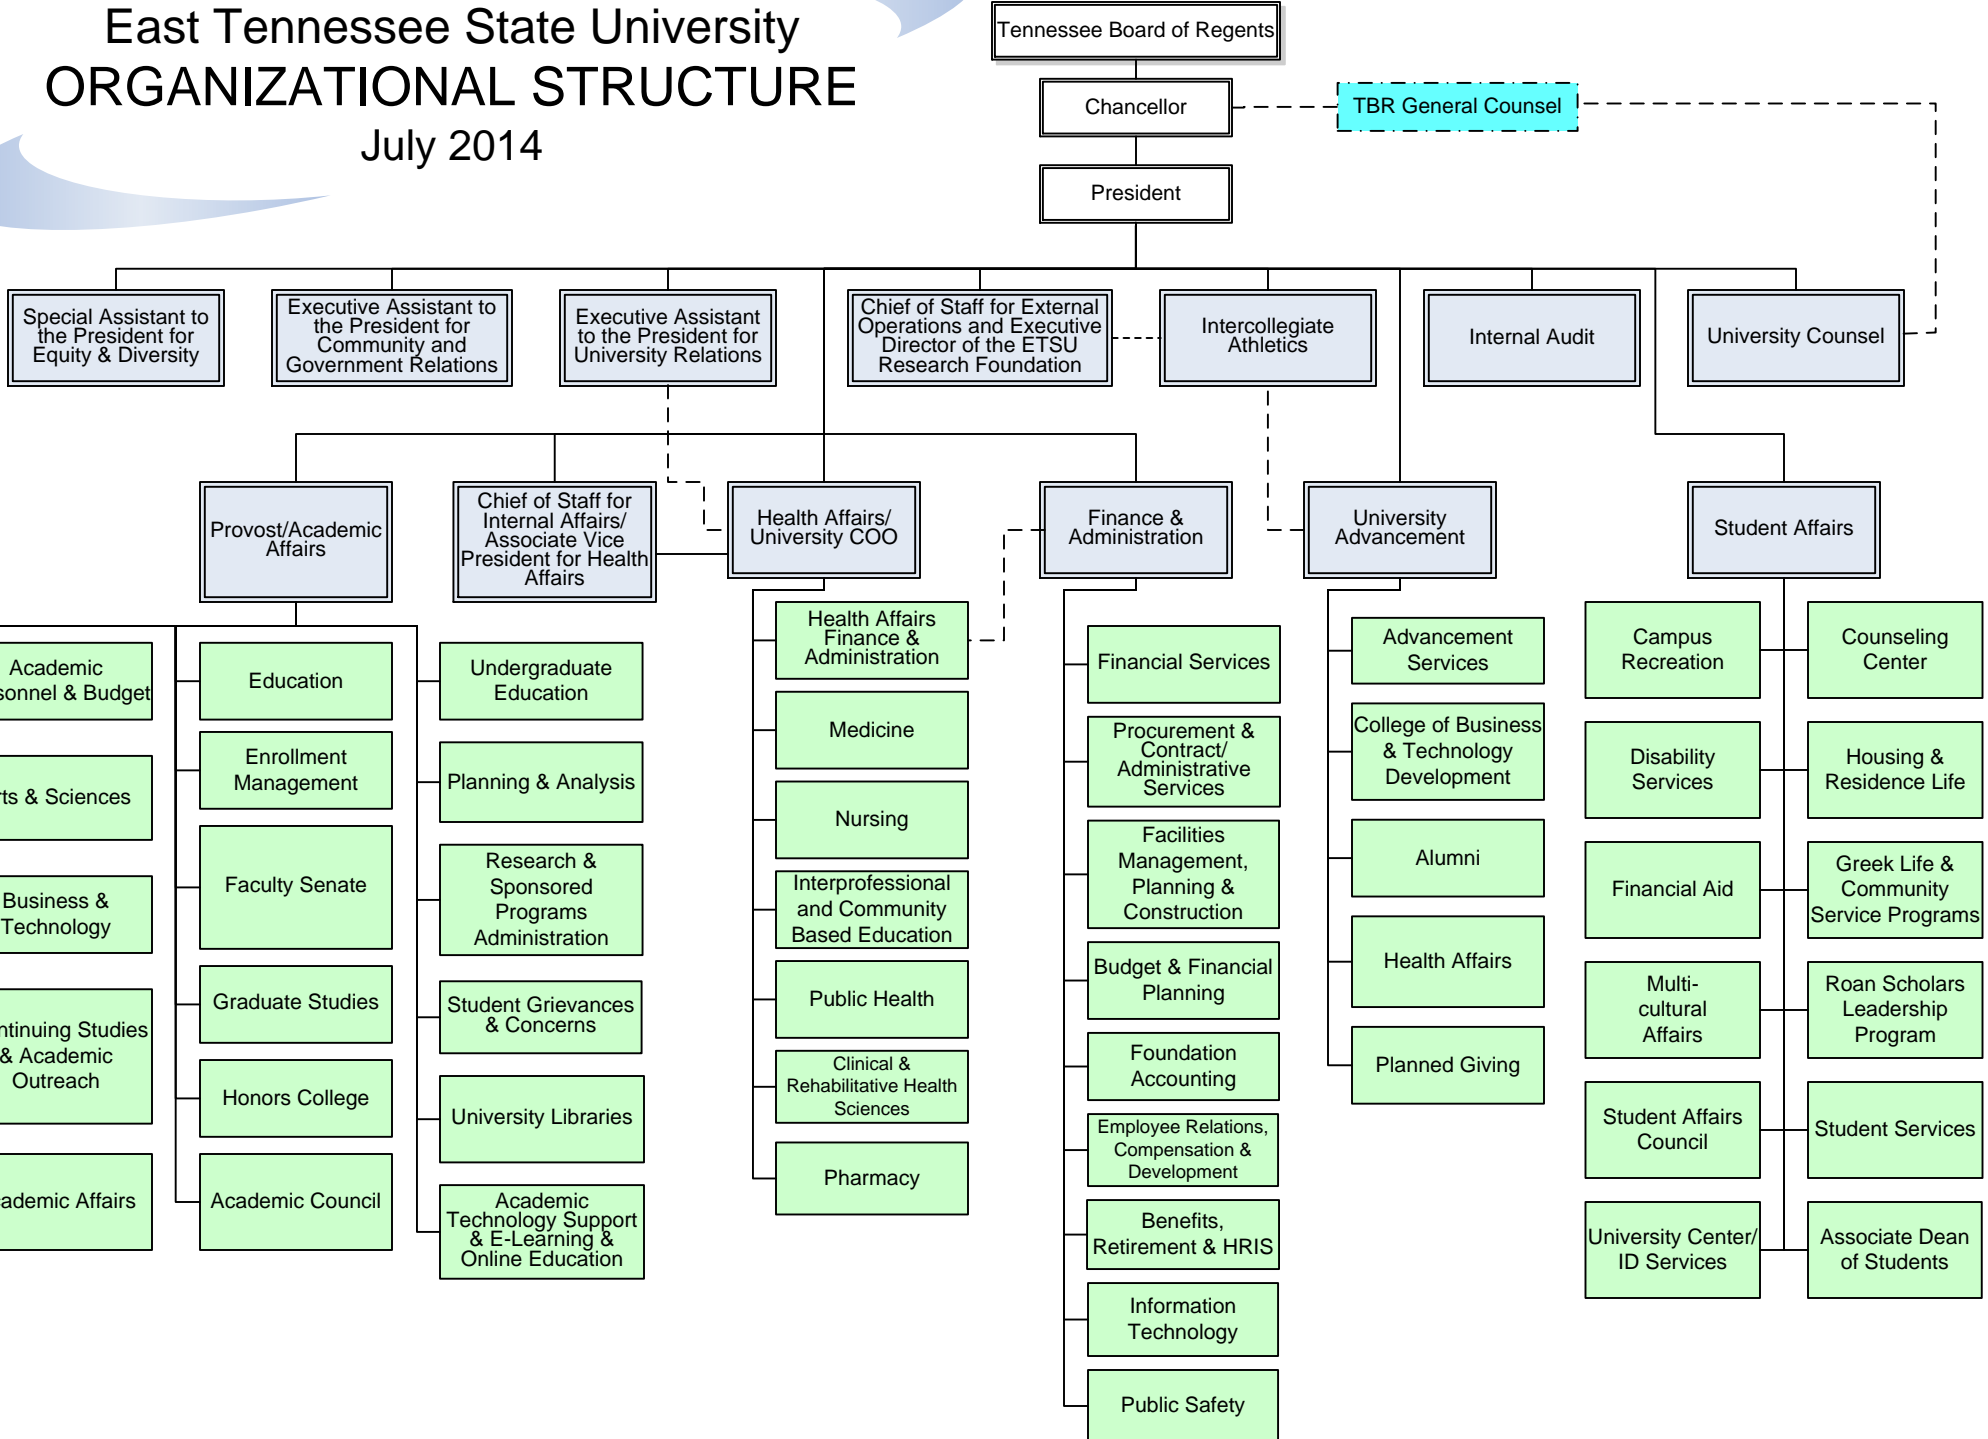 East Tennessee State University
ORGANIZATIONAL STRUCTURE
July 2014
Tennessee Board of Regents
Chancellor
TBR General Counsel
President
Special Assistant to
the President for
Equity & Diversity
Executive Assistant to
the President for
Community and
Government Relations
Executive Assistant
to the President for
University Relations
Chief of Staff for External
Operations and Executive
Director of the ETSU
Research Foundation
Intercollegiate
Athletics
Internal Audit
University Counsel
Provost/Academic
Affairs
Chief of Staff for
Internal Affairs/
Associate Vice
President for Health
Affairs
Health Affairs/
University COO
Finance &
Administration
University
Advancement
Student Affairs
Academic
& Budget
& Sciences
Business &
Technology
Studies
& Academic
Outreach
Affairs
Education
Enrollment
Management
Faculty Senate
Graduate Studies
Honors College
Academic Council
Undergraduate
Education
Planning & Analysis
Research &
Sponsored
Programs
Administration
Student Grievances
& Concerns
University Libraries
Academic
Technology Support
& E-Learning &
Online Education
Health Affairs
Finance &
Administration
Medicine
Nursing
Interprofessional
and Community
Based Education
Public Health
Clinical &
Rehabilitative Health
Sciences
Pharmacy
Financial Services
Procurement &
Contract/
Administrative
Services
Facilities
Management,
Planning &
Construction
Budget & Financial
Planning
Foundation
Accounting
Employee Relations,
Compensation &
Development
Benefits,
Retirement & HRIS
Information
Technology
Public Safety
Advancement
Services
College of Business
& Technology
Development
Alumni
Health Affairs
Planned Giving
Campus
Recreation
Disability
Services
Financial Aid
Multi-
cultural
Affairs
Student Affairs
Council
University Center/
ID Services
Counseling
Center
Housing &
Residence Life
Greek Life &
Community
Service Programs
Roan Scholars
Leadership
Program
Student Services
Associate Dean
of Students